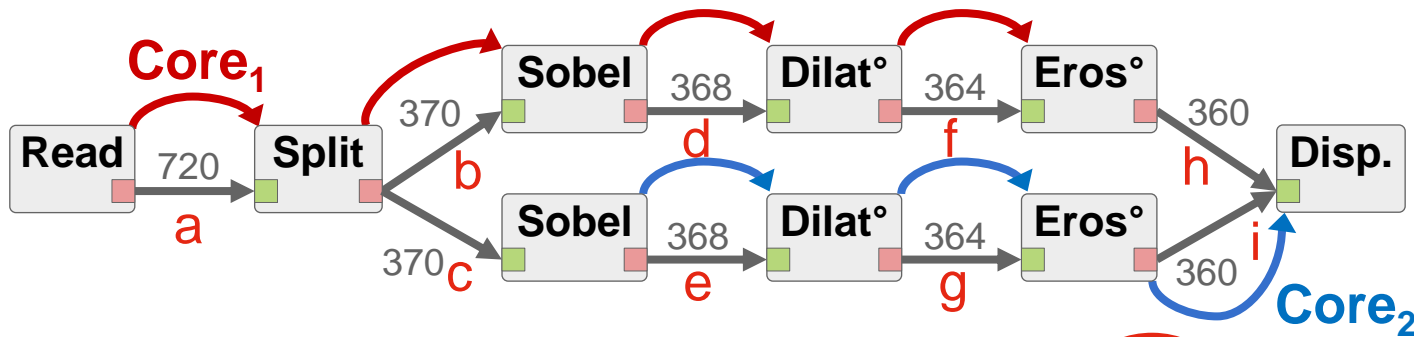 Core1
Read
720
a
Split
370
b
370
c
Sobel
368
d
Dilat°
364
f
Eros°
360
h
Sobel
368
e
Dilat°
364
g
Eros°
360
i
Disp.
Core2